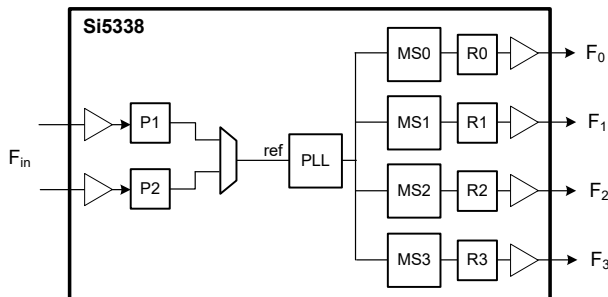 Si5338
MS0 R0 F0
P1 MS1 R1 F1
Fin ref PLL
P2 MS2 R2 F2
MS3 R3 F3